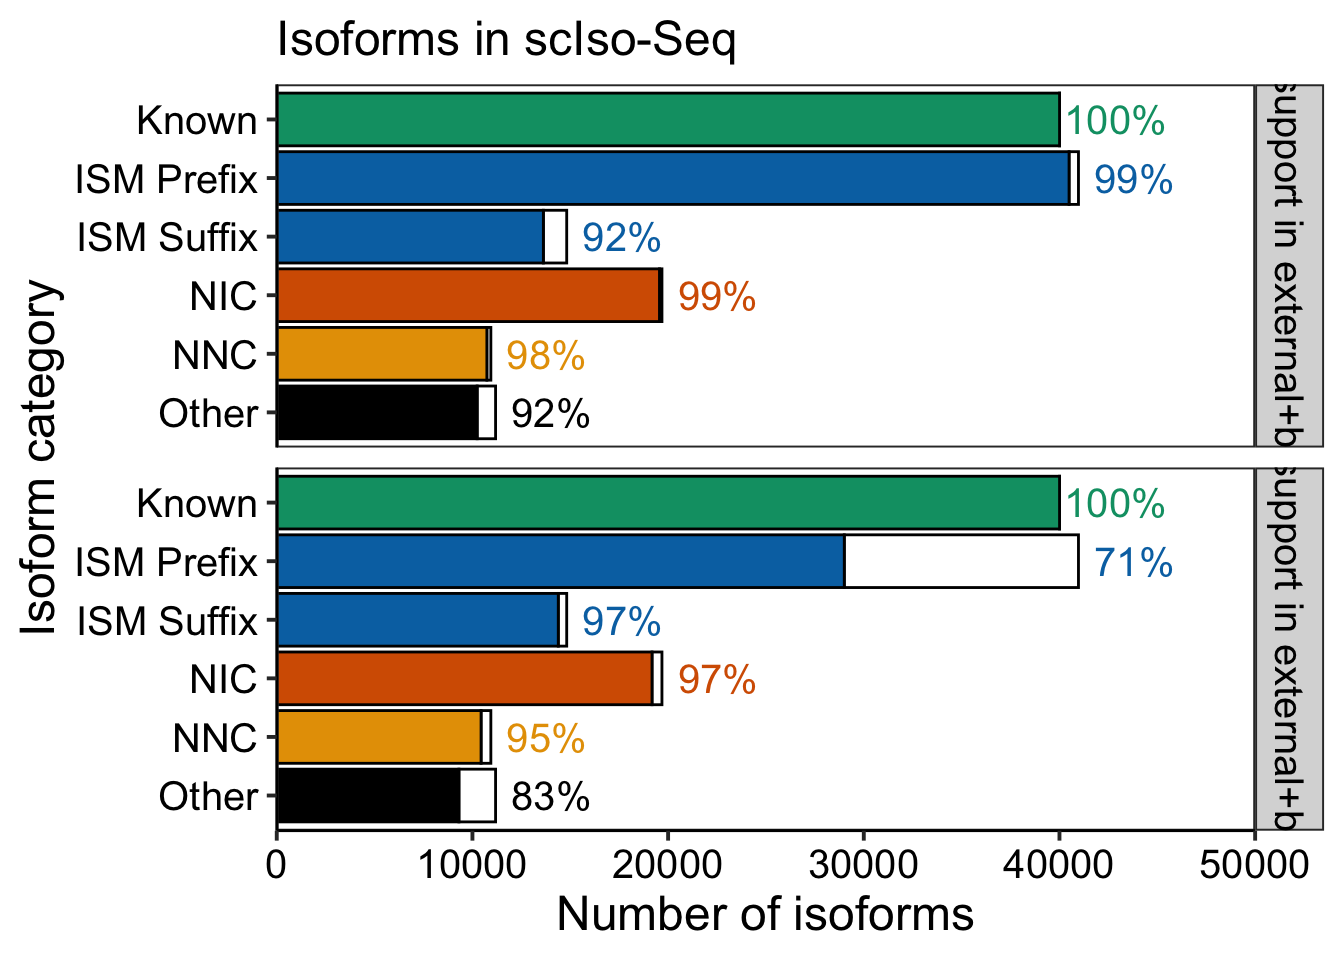 Isoforms in scIso-Seq
Isoform category
Known
100%
ISM Prefix
99%
ISM Suffix
92%
NIC
99%
NNC
98%
Other
92%
support in external+b
Known
100%
ISM Prefix
71%
ISM Suffix
97%
NIC
97%
NNC
95%
Other
83%
support in external+b
0 10000 20000 30000 40000 50000
Number of isoforms